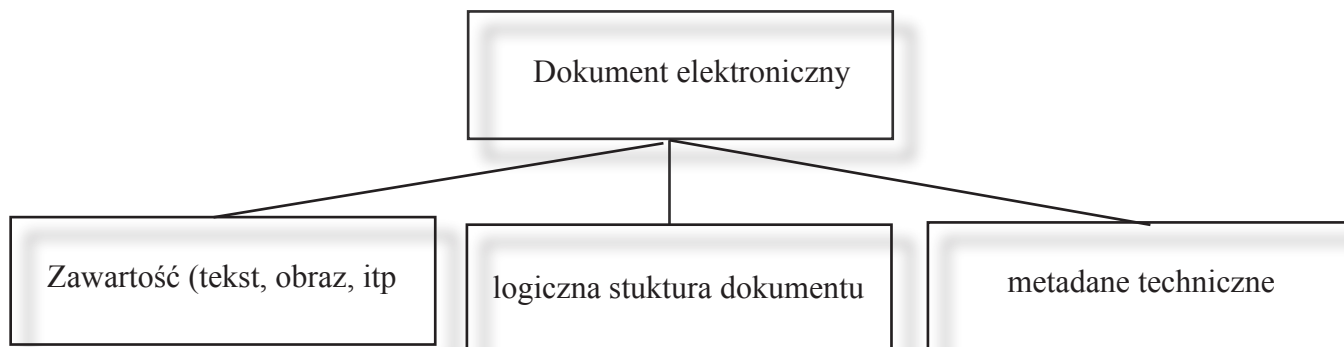 Dokument elektroniczny
Zawartość (tekst, obraz, itp
logiczna stuktura dokumentu
metadane techniczne